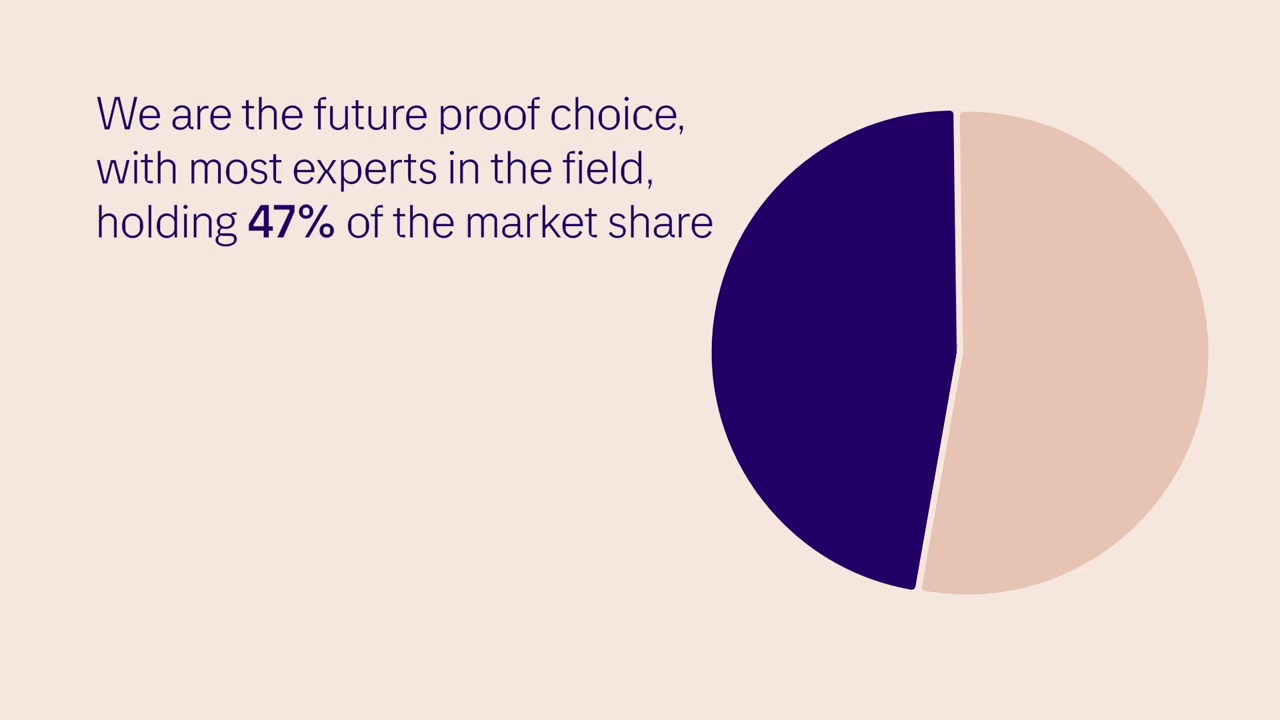 We are the future proof choice,
with most experts in the field,
holding 47% of the market share